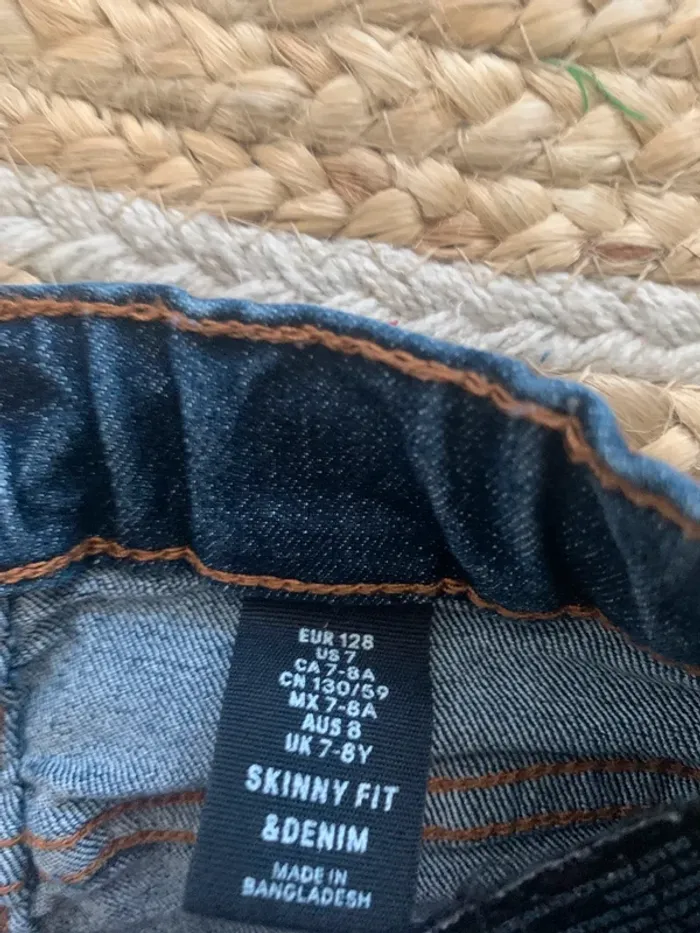 EUR 128
US 7
CA 7-8A
CN 130/59
MX 7-8A
AUS 8
UK 7-8Y
SKINNY FIT
&DENIM
MADE IN
BANGLADESH